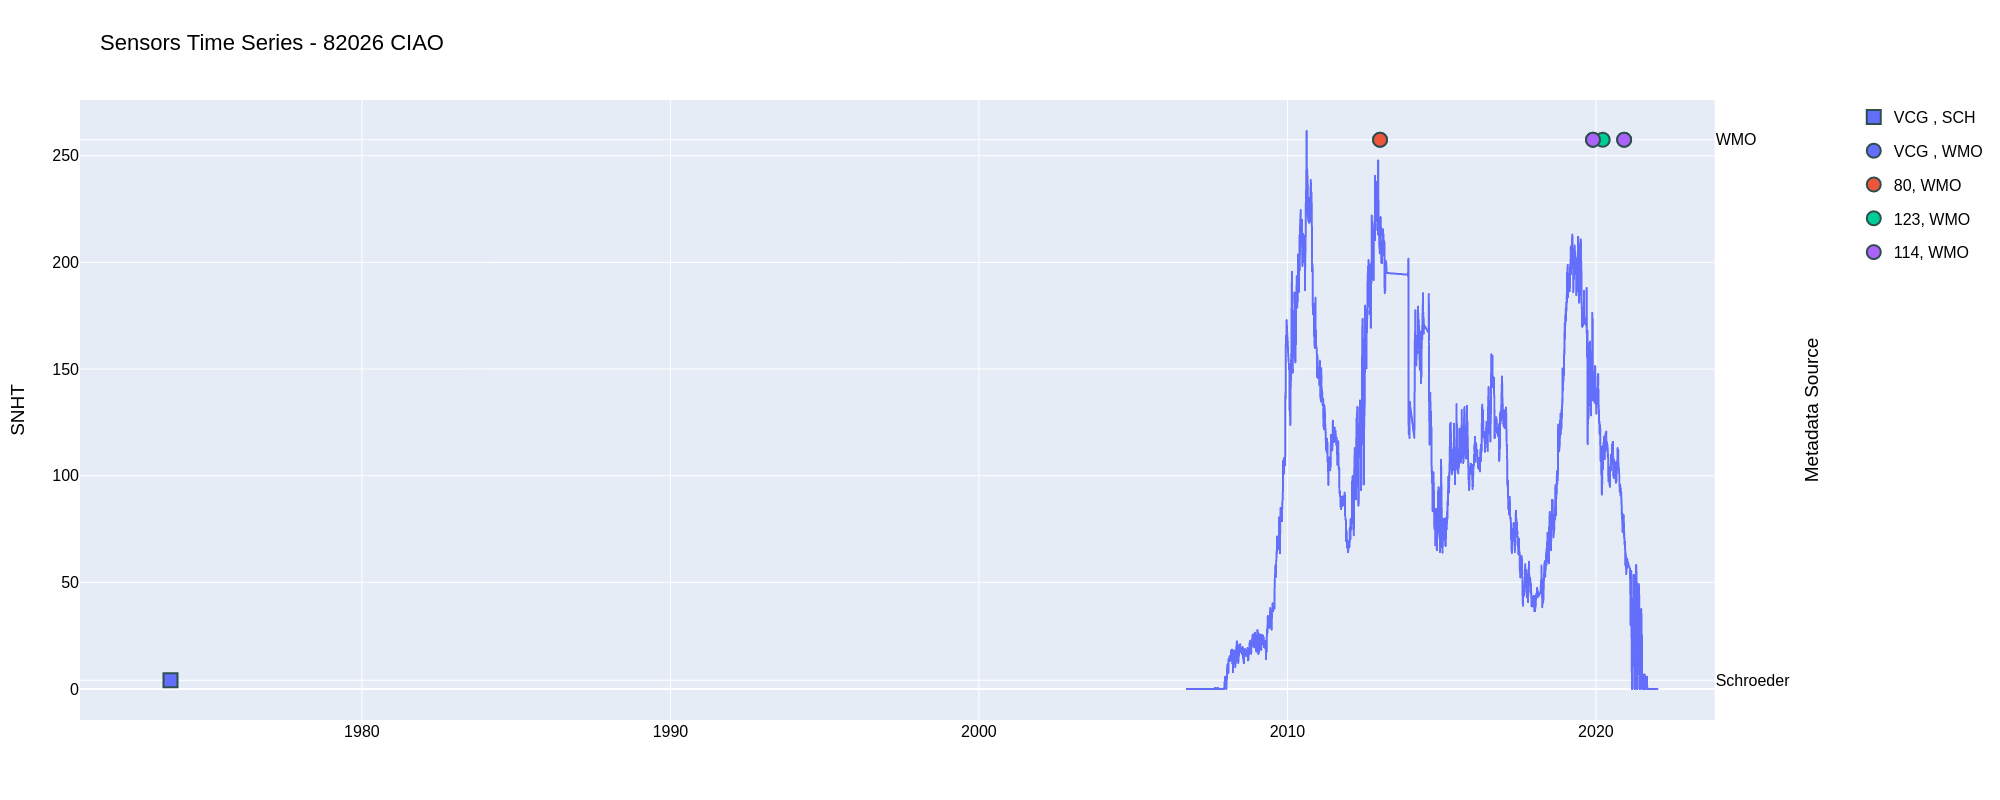 Sensors Time Series - 82026 CIAO
VCG , SCH
VCG , WMO
80, WMO
123, WMO
114, WMO
WMO
Schroeder
Metadata Source
SNHT
250
200
150
100
50
0
1980
1990
2000
2010
2020